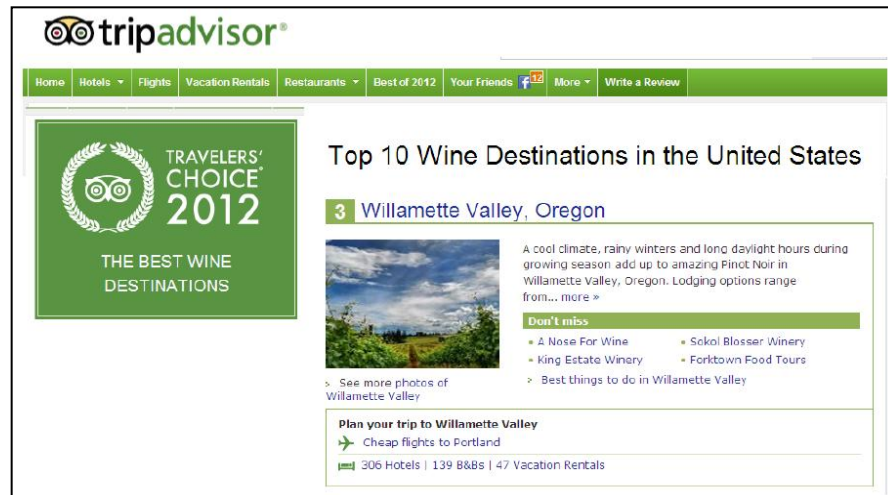 tripadvisor®
Home Hotels Flights Vacation Rentals Restaurants Best of 2012 Your Friends 12 More Write a Review
TRAVELERS'
CHOICE®
2012
THE BEST WINE
DESTINATIONS
Top 10 Wine Destinations in the United States
3 Willamette Valley, Oregon
A cool climate, rainy winters and long daylight hours during
growing season add up to amazing Pinot Noir in
Willamette Valley, Oregon. Lodging options range
from... more »
Don't miss
• A Nose For Wine • Sokol Blosser Winery
• King Estate Winery • Forktown Food Tours
> Best things to do in Willamette Valley
> See more photos of
Willamette Valley
Plan your trip to Willamette Valley
Cheap flights to Portland
306 Hotels | 139 B&Bs | 47 Vacation Rentals